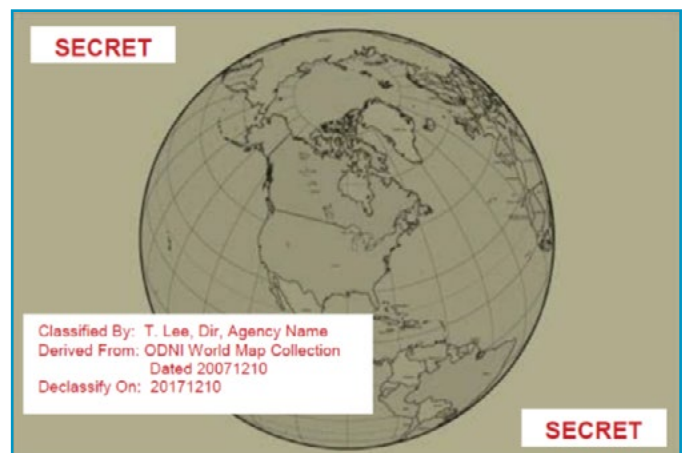 SECRET
Classified By: T. Lee, Dir, Agency Name
Derived From: ODNI World Map Collection
Dated 20071210
Declassify On: 20171210
SECRET